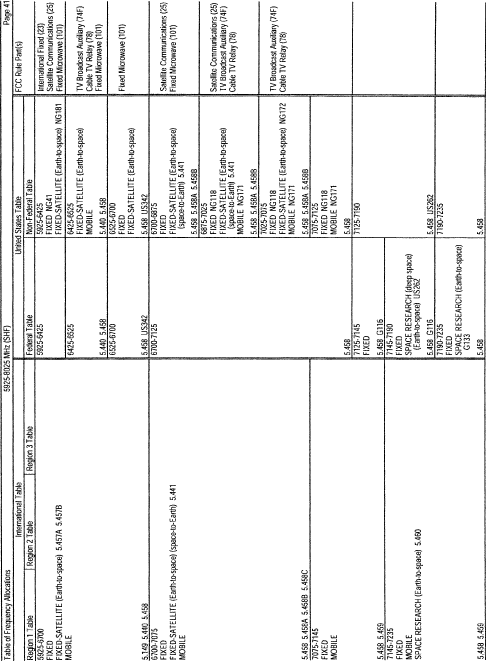 Table of Frequency Allocations
5925-8025 MHz (SHF)
Page 41
International Table
United States Table
FCC Rule Part(s)
Region 1 Table
Region 2 Table
Region 3 Table
Federal Table
Non-Federal Table
5925-6700
FIXED
FIXED-SATELLITE (Earth-to-space) 5.457A 5.457B
MOBILE
5.149 5.440 5.458
5925-6425
5925-6425
FIXED NG41
FIXED-SATELLITE (Earth-to-space) NG181
International Fixed (23)
Satellite Communications (25)
Fixed Microwave (101)
6425-6525
5.440 5.458
6425-6525
FIXED-SATELLITE (Earth-to-space)
MOBILE
5.440 5.458
TV Broadcast Auxiliary (74F)
Cable TV Relay (78)
Fixed Microwave (101)
6525-6700
5.458 US342
6525-6700
FIXED
FIXED-SATELLITE (Earth-to-space)
5.458 US342
Fixed Microwave (101)
6700-7075
FIXED
FIXED-SATELLITE (Earth-to-space) (space-to-Earth) 5.441
MOBILE
5.458 5.458A 5.458B 5.458C
6700-7125
5.458
6700-6875
FIXED
FIXED-SATELLITE (Earth-to-space)
(space-to-Earth) 5.441
5.458 5.458A 5.458B
Satellite Communications (25)
Fixed Microwave (101)
6875-7025
FIXED NG118
FIXED-SATELLITE (Earth-to-space)
(space-to-Earth) 5.441
MOBILE NG171
5.458 5.458A 5.458B
Satellite Communications (25)
TV Broadcast Auxiliary (74F)
Cable TV Relay (78)
7025-7075
FIXED NG118
FIXED-SATELLITE (Earth-to-space) NG172
MOBILE NG171
5.458 5.458A 5.458B
TV Broadcast Auxiliary (74F)
Cable TV Relay (78)
7075-7145
FIXED
MOBILE
5.458 5.459
7075-7125
FIXED NG118
MOBILE NG171
5.458
7125-7145
FIXED
5.458 G116
7125-7190
5.458 US262
7145-7235
FIXED
MOBILE
SPACE RESEARCH (Earth-to-space) 5.460
5.458 5.459
7145-7190
FIXED
SPACE RESEARCH (deep space)
(Earth-to-space) US262
5.458 G116
7190-7235
FIXED
SPACE RESEARCH (Earth-to-space)
G133
5.458
7190-7235
5.458